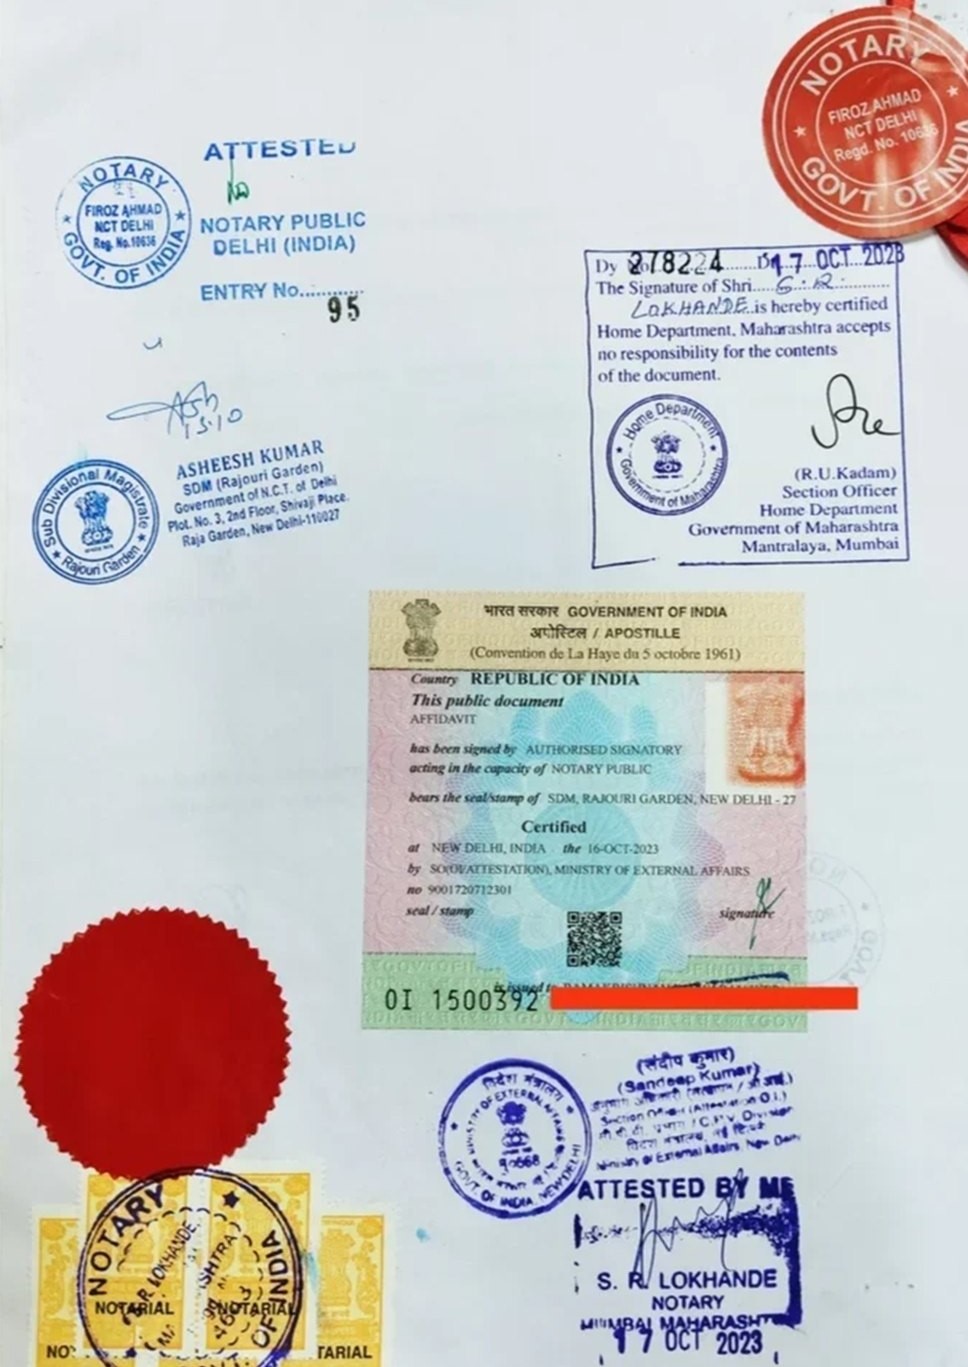 NOTARY
FIROZ AHMAD
NCT DELHI
Regd. No. 10636
GOVT. OF INDIA
ATTESTED
NOTARY
FIROZ AHMAD
NCT DELHI
Reg. No.10636
GOVT. OF INDIA
NOTARY PUBLIC
DELHI (INDIA)
ENTRY No............
95
Dy No. 278224 Dt. 17 OCT 2023
The Signature of Shri..... S. R. ............
LOKHANDE is hereby certified
Home Department, Maharashtra accepts
no responsibility for the contents
of the document.
Home Department
Government of Maharashtra
(R.U.Kadam)
Section Officer
Home Department
Government of Maharashtra
Mantralaya, Mumbai
13.10
ASHEESH KUMAR
SDM (Rajouri Garden)
Government of N.C.T. of Delhi
Plot. No. 3, 2nd Floor, Shivaji Place.
Raja Garden, New Delhi-110027
Sub Divisional Magistrate
Rajouri Garden
भारत सरकार GOVERNMENT OF INDIA
अपोस्टिल / APOSTILLE
(Convention de La Haye du 5 octobre 1961)
Country REPUBLIC OF INDIA
This public document
AFFIDAVIT
has been signed by AUTHORISED SIGNATORY
acting in the capacity of NOTARY PUBLIC
bears the seal/stamp of SDM, RAJOURI GARDEN, NEW DELHI - 27
Certified
at NEW DELHI, INDIA the 16-OCT-2023
by SO(OI/ATTESTATION), MINISTRY OF EXTERNAL AFFAIRS
no 9001720712301
seal / stamp
signature
is issued to
OI 1500392
विदेश मंत्रालय
MINISTRY OF EXTERNAL AFFAIRS
GOVT. OF INDIA, NEW DELHI
(संदीप कुमार)
(Sandeep Kumar)
Section Officer (Attestation O.I.)
सी.पी.वी. प्रभाग / C.P.V. Division
विदेश मंत्रालय, नई दिल्ली
Ministry of External Affairs, New Delhi
ATTESTED BY ME
S. R. LOKHANDE
NOTARY
MUMBAI MAHARASHTRA
17 OCT 2023
NOTARY
S. R. LOKHANDE
OF INDIA
NOTARIAL
NOTARIAL